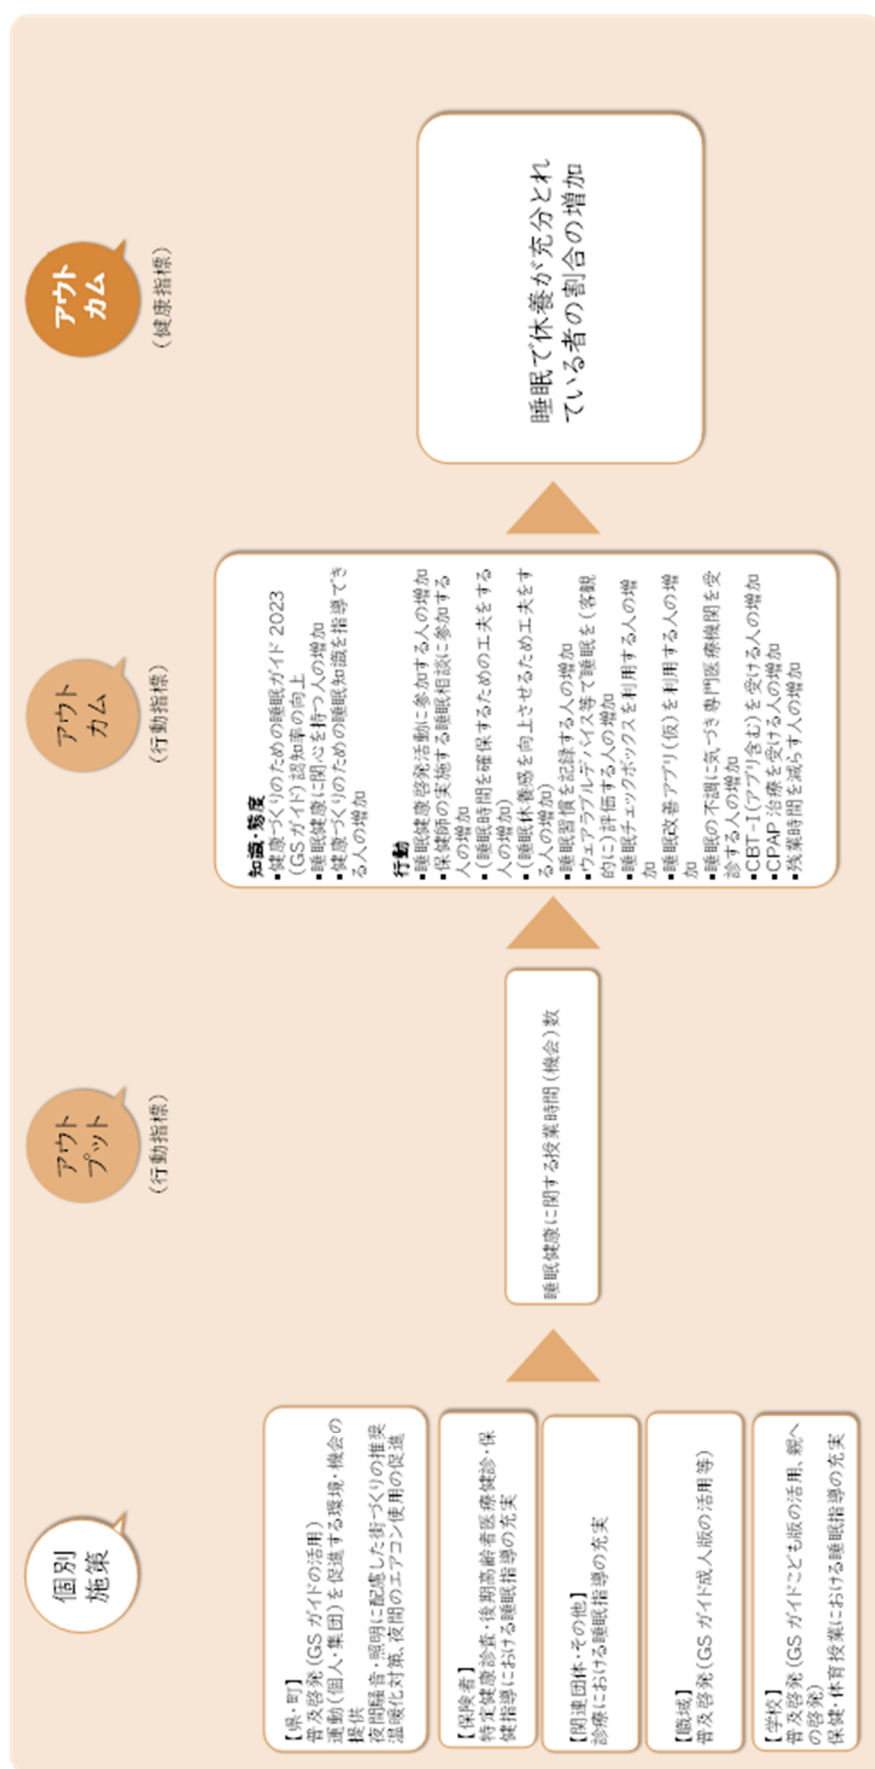 個別
施策
【県・町】
普及啓発(GSガイドの活用)
運動(個人・集団)を促進する環境・機会の
提供
夜間騒音・照明に配慮した街づくりの推奨
温暖化対策、夜間のエアコン使用の促進
【保険者】
特定健康診査・後期高齢者医療健診・保
健指導における睡眠指導の充実
【関連団体・その他】
診療における睡眠指導の充実
【職域】
普及啓発(GSガイド成人版の活用等)
【学校】
普及啓発(GSガイドこども版の活用、親へ
の啓発)
保健・体育授業における睡眠指導の充実
アウト
プット
(行動指標)
睡眠健康に関する授業時間(機会)数
アウト
カム
(行動指標)
知識・態度
▪健康づくりのための睡眠ガイド2023
(GSガイド)認知率の向上
▪睡眠健康に関心を持つ人の増加
▪健康づくりのための睡眠知識を指導でき
る人の増加
行動
▪睡眠健康啓発活動に参加する人の増加
▪保健師の実施する睡眠相談に参加する
人の増加
▪(睡眠時間を確保するための工夫をする
人の増加)
▪(睡眠休養感を向上させるため工夫をす
る人の増加)
▪睡眠習慣を記録する人の増加
▪ウェアラブルデバイス等で睡眠を(客観
的に)評価する人の増加
▪睡眠チェックボックスを利用する人の増
加
▪睡眠改善アプリ(仮)を利用する人の増
加
▪睡眠の不調に気づき専門医療機関を受
診する人の増加
▪CBT-I(アプリ含む)を受ける人の増加
▪CPAP治療を受ける人の増加
▪残業時間を減らす人の増加
アウト
カム
(健康指標)
睡眠で休養が充分とれ
ている者の割合の増加